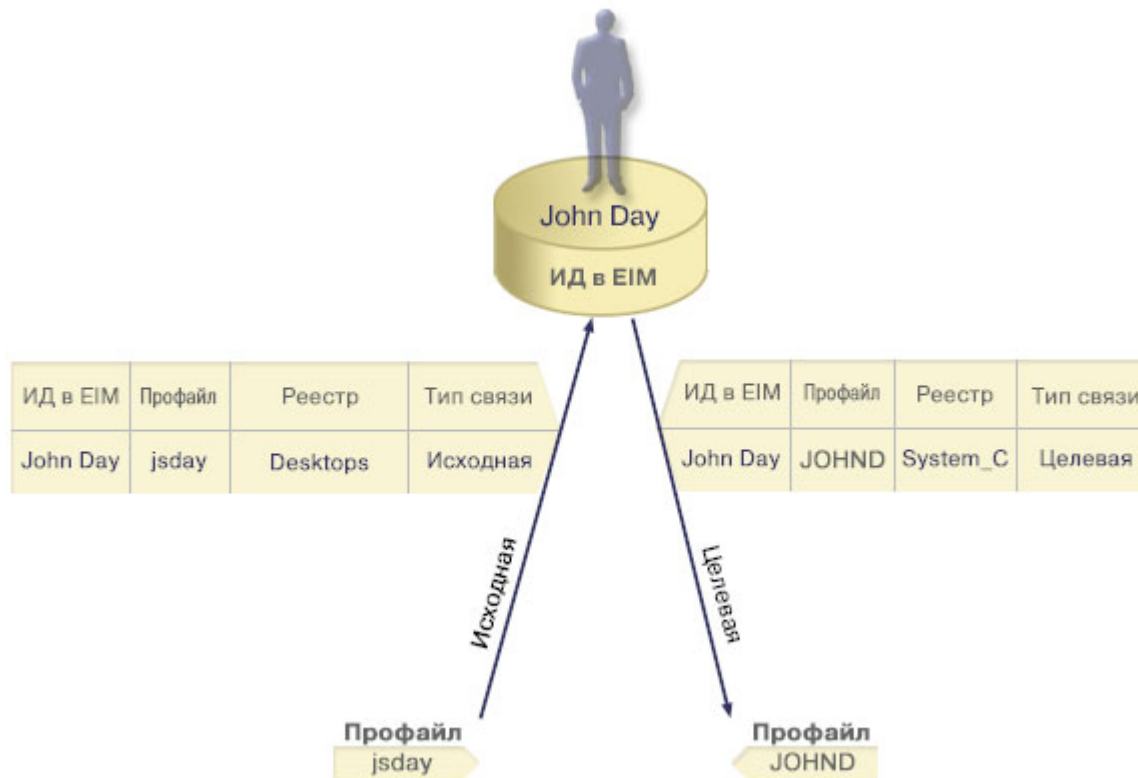 John Day
ИД в EIM
ИД в EIM Профайл Реестр Тип связи
John Day jsday Desktops Исходная
ИД в EIM Профайл Реестр Тип связи
John Day JOHND System_C Целевая
Исходная
Целевая
Профайл
jsday
Профайл
JOHND